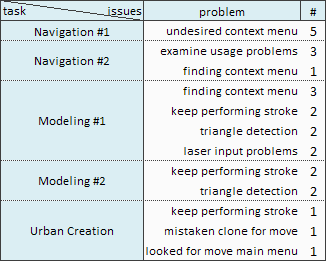 task issues problem #
Navigation #1 undesired context menu 5
Navigation #2 examine usage problems 3
finding context menu 1
Modeling #1 finding context menu 3
keep performing stroke 2
triangle detection 2
laser input problems 2
Modeling #2 keep performing stroke 2
triangle detection 2
Urban Creation keep performing stroke 1
mistaken clone for move 1
looked for move main menu 1